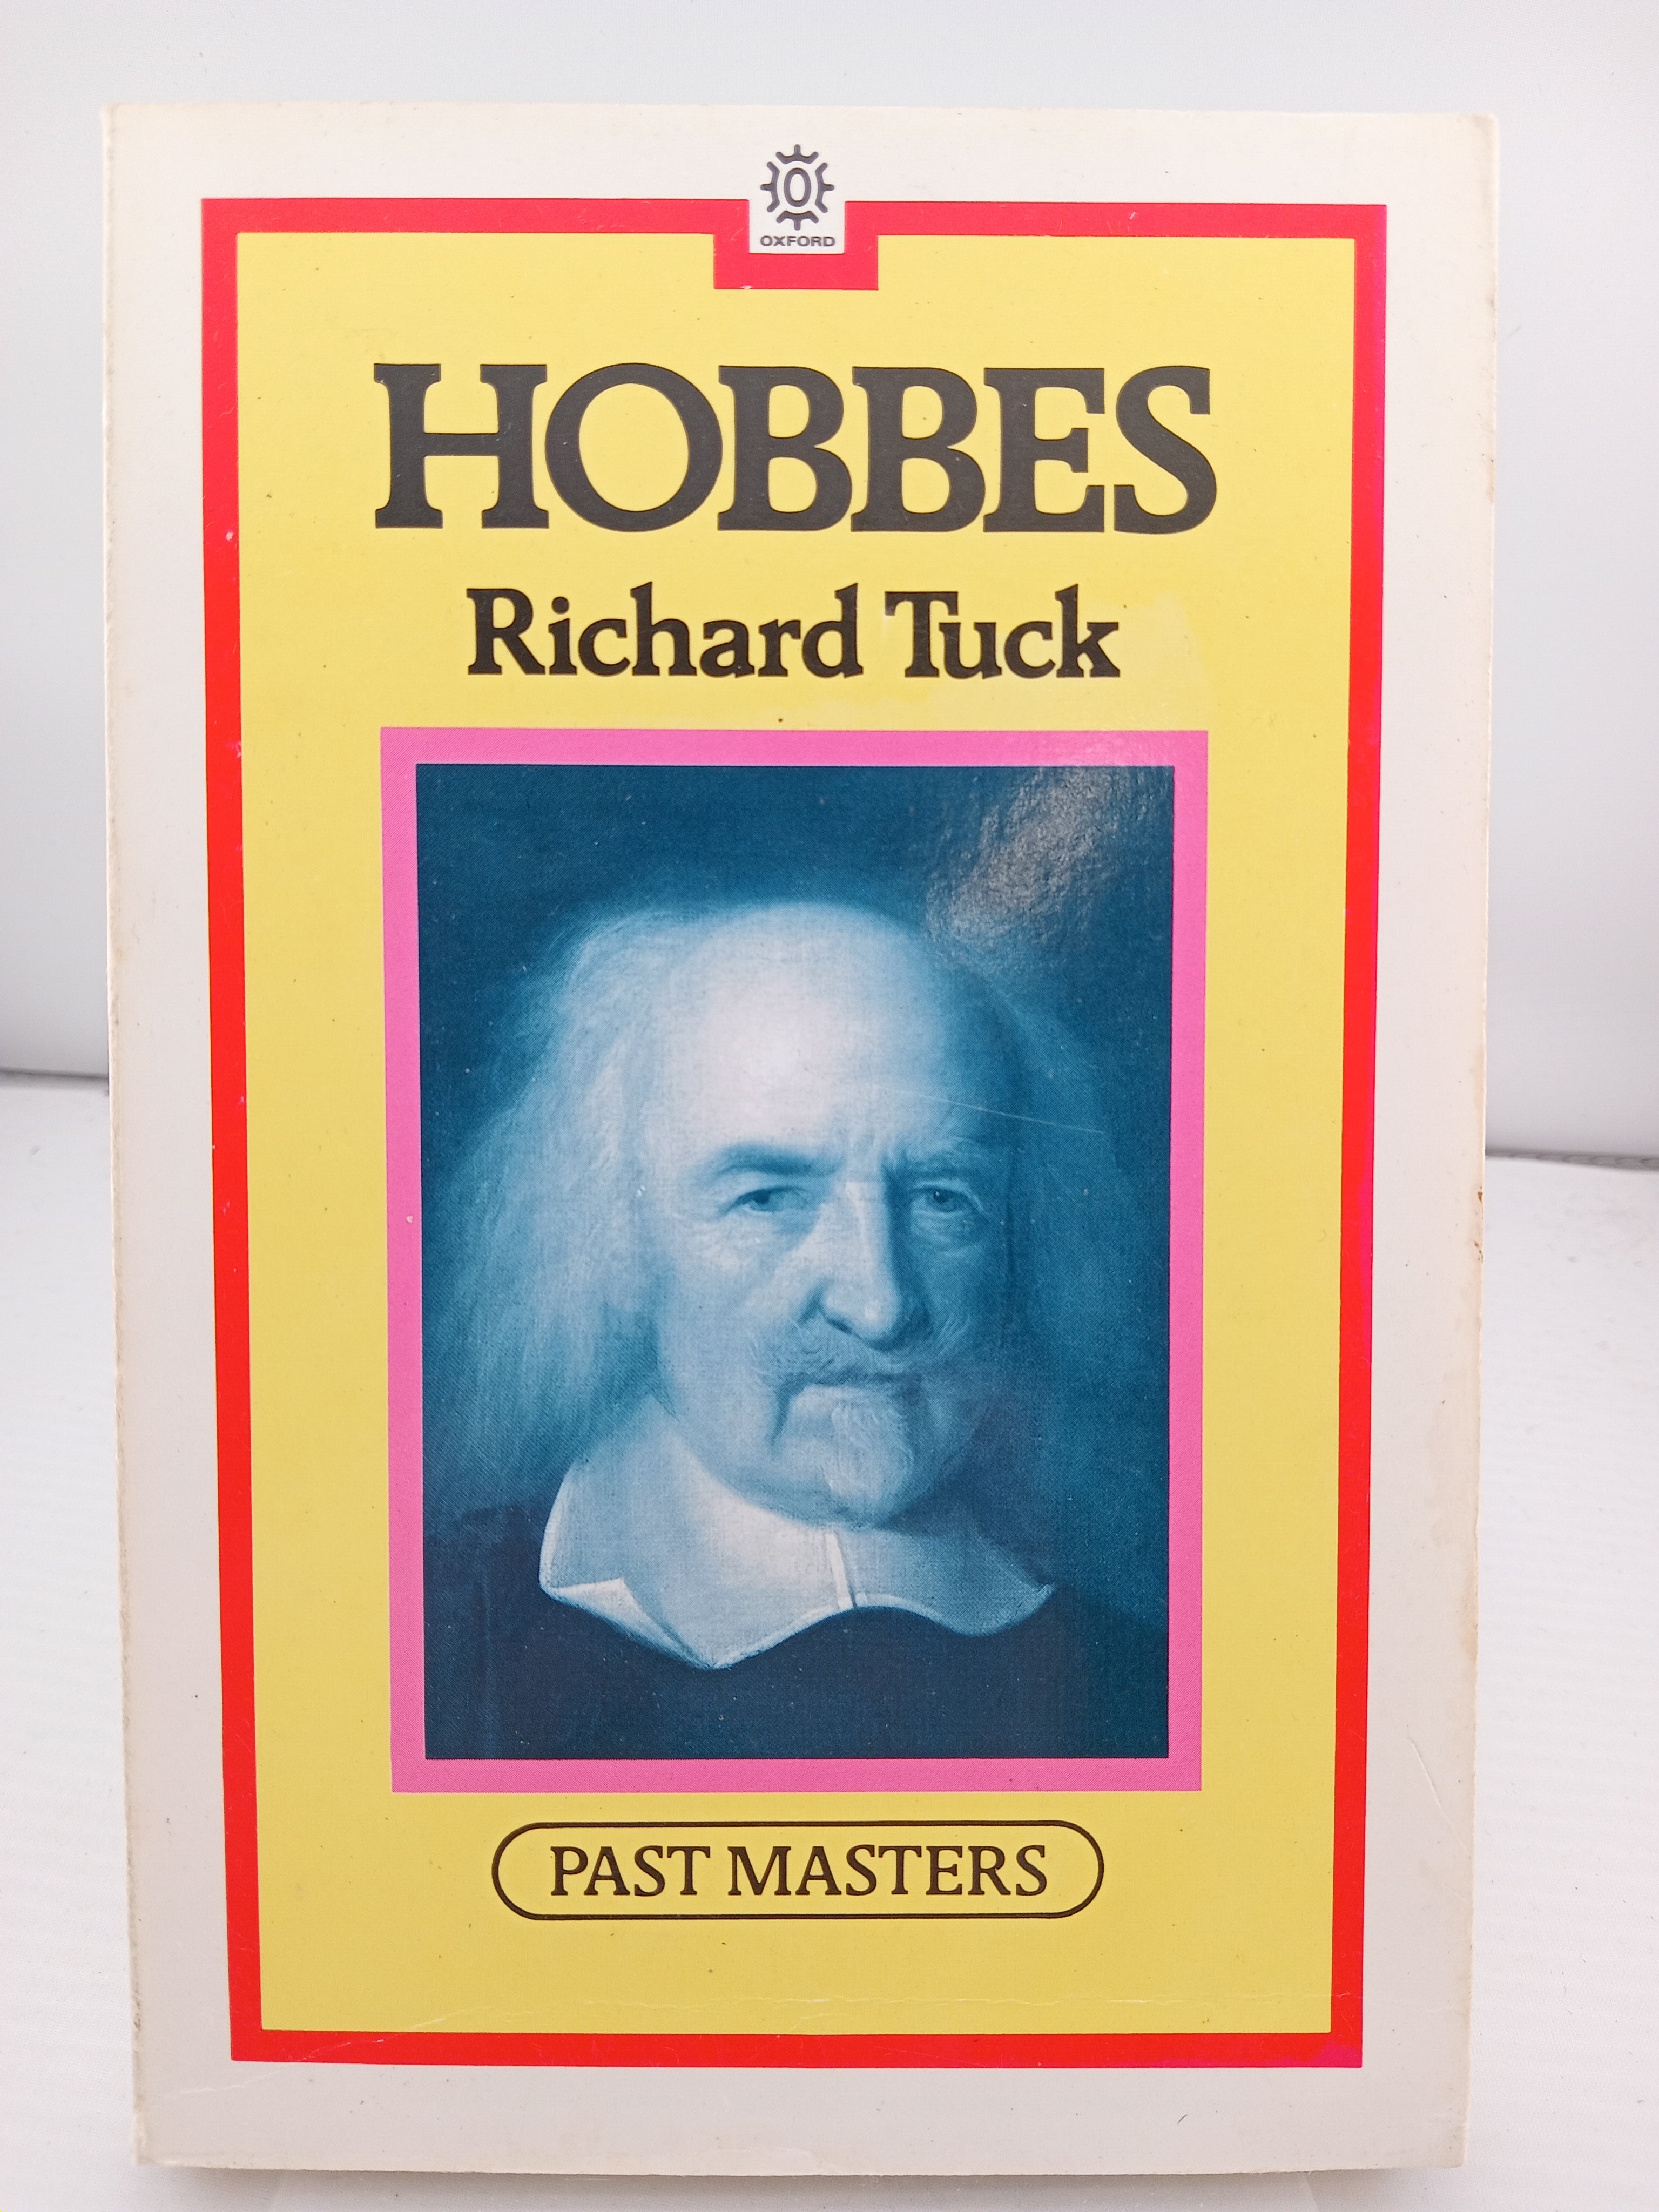 OXFORD
HOBBES
Richard Tuck
PAST MASTERS